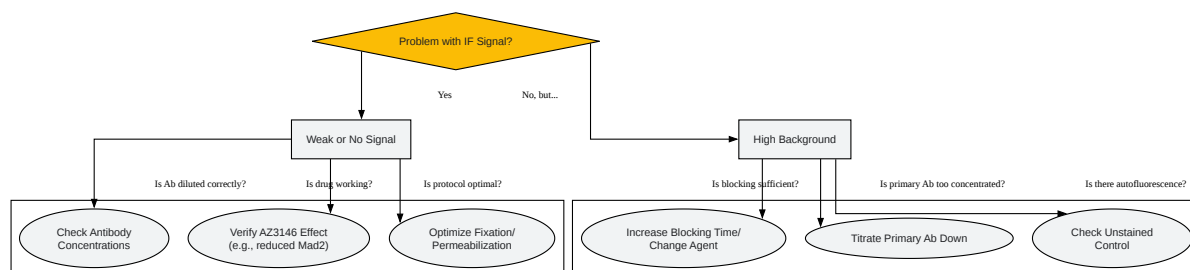 Problem with IF Signal?
Yes
No, but...
Weak or No Signal
High Background
Is Ab diluted correctly?
Is drug working?
Is protocol optimal?
Is blocking sufficient?
Is primary Ab too concentrated?
Is there autofluorescence?
Check Antibody
Concentrations
Verify AZ3146 Effect
(e.g., reduced Mad2)
Optimize Fixation/
Permeabilization
Increase Blocking Time/
Change Agent
Titrate Primary Ab Down
Check Unstained
Control